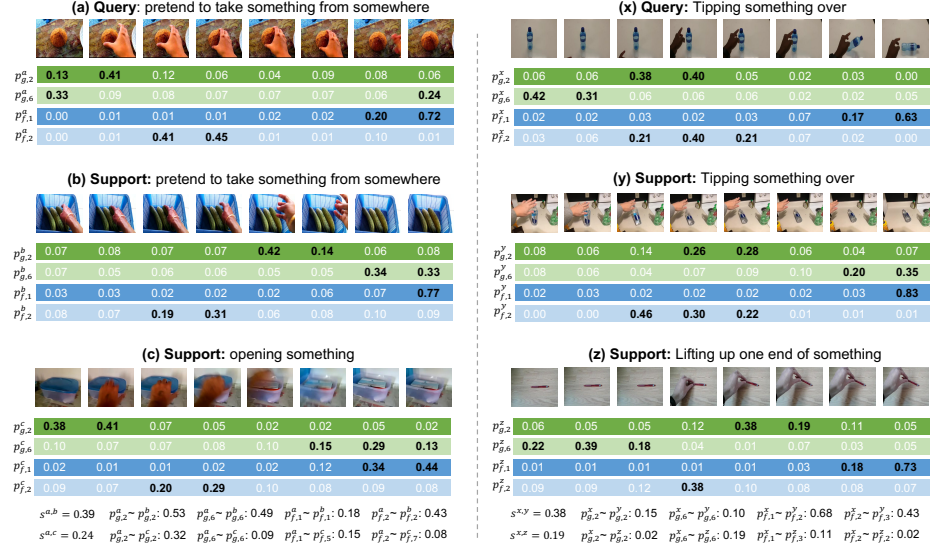 (a) Query: pretend to take something from somewhere
p^a_{g,2} 0.13 0.41 0.12 0.06 0.04 0.09 0.08 0.06
p^a_{g,6} 0.33 0.09 0.08 0.07 0.07 0.07 0.06 0.24
p^a_{f,1} 0.00 0.01 0.01 0.01 0.02 0.02 0.20 0.72
p^a_{f,2} 0.00 0.01 0.41 0.45 0.01 0.01 0.10 0.01
(b) Support: pretend to take something from somewhere
p^b_{g,2} 0.07 0.08 0.07 0.07 0.42 0.14 0.06 0.08
p^b_{g,6} 0.07 0.05 0.06 0.06 0.05 0.05 0.34 0.33
p^b_{f,1} 0.03 0.03 0.02 0.02 0.02 0.06 0.07 0.77
p^b_{f,2} 0.08 0.07 0.19 0.31 0.06 0.08 0.10 0.09
(c) Support: opening something
p^c_{g,2} 0.38 0.41 0.07 0.05 0.02 0.02 0.02 0.02
p^c_{g,6} 0.10 0.07 0.07 0.08 0.10 0.15 0.29 0.13
p^c_{f,1} 0.02 0.01 0.01 0.02 0.02 0.12 0.34 0.44
p^c_{f,2} 0.09 0.07 0.20 0.29 0.10 0.08 0.09 0.08
s^{a,b} = 0.39 p^a_{g,2}~ p^b_{g,2}: 0.53 p^a_{g,6}~ p^b_{g,6}: 0.49 p^a_{f,1}~ p^b_{f,1}: 0.18 p^a_{f,2}~ p^b_{f,2}: 0.43
s^{a,c} = 0.24 p^a_{g,2}~ p^c_{g,2}: 0.32 p^a_{g,6}~ p^c_{g,6}: 0.09 p^a_{f,1}~ p^c_{f,5}: 0.15 p^a_{f,2}~ p^c_{f,7}: 0.08
(x) Query: Tipping something over
p^x_{g,2} 0.06 0.06 0.38 0.40 0.05 0.02 0.03 0.00
p^x_{g,6} 0.42 0.31 0.06 0.06 0.06 0.02 0.02 0.05
p^x_{f,1} 0.02 0.02 0.03 0.02 0.03 0.07 0.17 0.63
p^x_{f,2} 0.03 0.06 0.21 0.40 0.21 0.07 0.02 0.00
(y) Support: Tipping something over
p^y_{g,2} 0.08 0.06 0.14 0.26 0.28 0.06 0.04 0.07
p^y_{g,6} 0.08 0.06 0.04 0.07 0.09 0.10 0.20 0.35
p^y_{f,1} 0.02 0.03 0.02 0.02 0.02 0.02 0.03 0.83
p^y_{f,2} 0.00 0.00 0.46 0.30 0.22 0.01 0.01 0.01
(z) Support: Lifting up one end of something
p^z_{g,2} 0.06 0.05 0.05 0.12 0.38 0.19 0.11 0.05
p^z_{g,6} 0.22 0.39 0.18 0.04 0.01 0.07 0.03 0.05
p^z_{f,1} 0.01 0.01 0.01 0.01 0.01 0.03 0.18 0.73
p^z_{f,2} 0.09 0.09 0.12 0.38 0.10 0.08 0.08 0.07
s^{x,y} = 0.38 p^x_{g,2}~ p^y_{g,2}: 0.15 p^x_{g,6}~ p^y_{g,6}: 0.10 p^x_{f,1}~ p^y_{f,2}: 0.68 p^x_{f,2}~ p^y_{f,3}: 0.43
s^{x,z} = 0.19 p^x_{g,2}~ p^z_{g,2}: 0.02 p^x_{g,6}~ p^z_{g,6}: 0.19 p^x_{f,1}~ p^z_{f,3}: 0.11 p^x_{f,2}~ p^z_{f,2}: 0.02